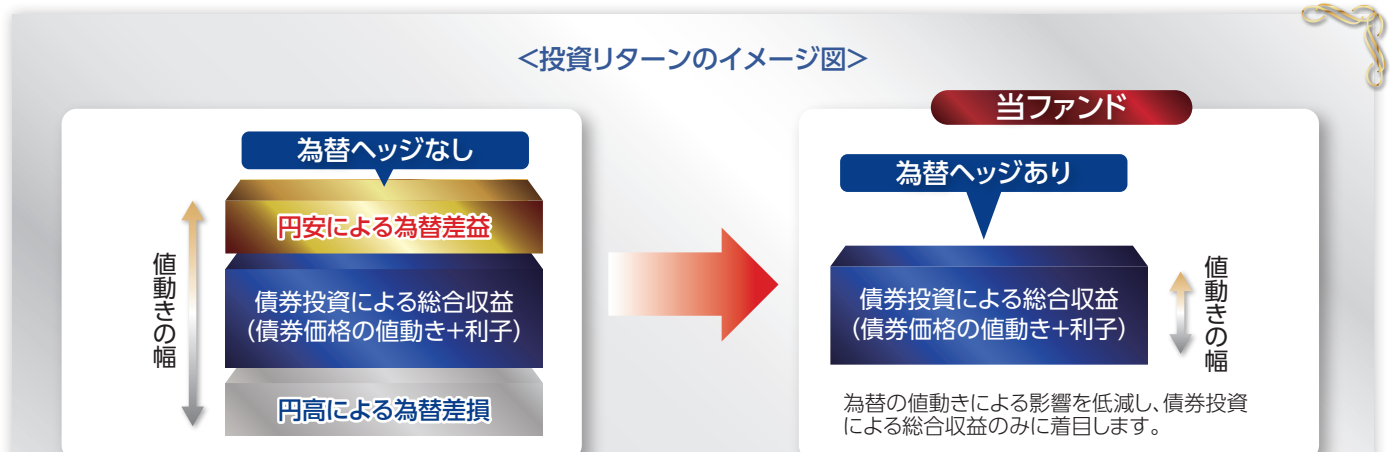 <投資リターンのイメージ図>
為替ヘッジなし
円安による為替差益
値動きの幅
債券投資による総合収益
(債券価格の値動き+利子)
円高による為替差損
当ファンド
為替ヘッジあり
債券投資による総合収益
(債券価格の値動き+利子)
値動きの幅
為替の値動きによる影響を低減し、債券投資
による総合収益のみに着目します。